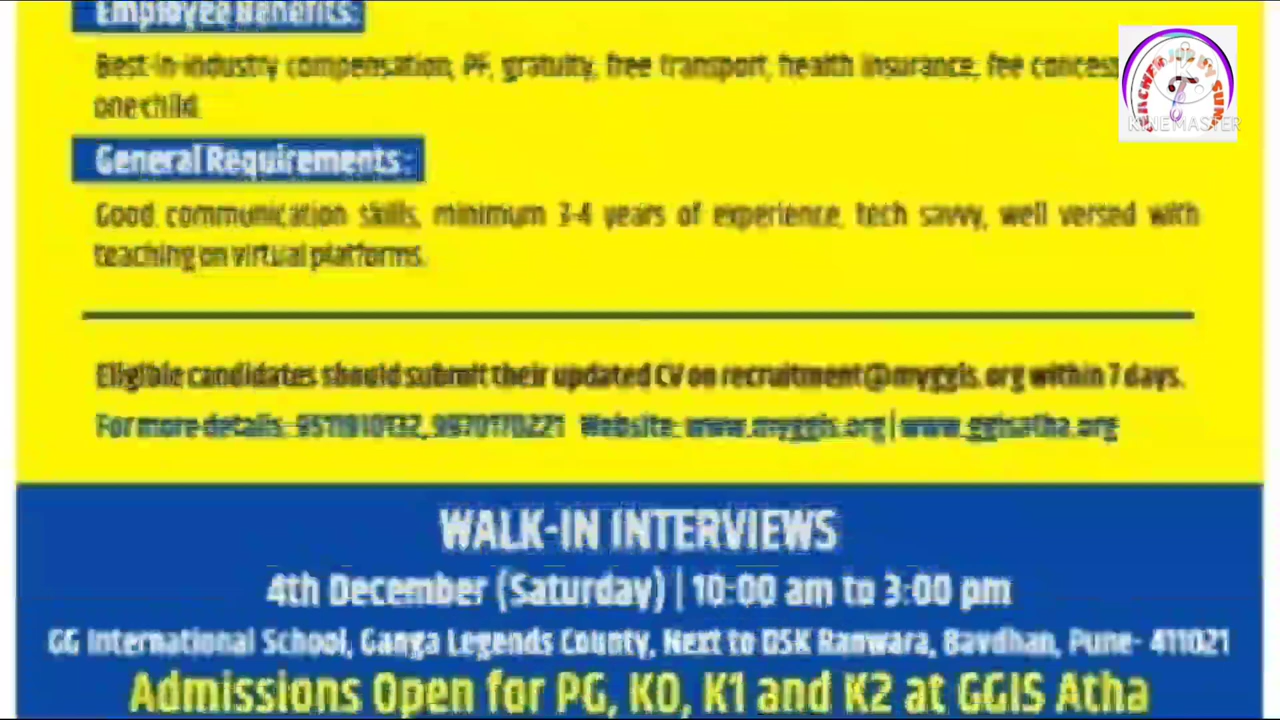 Employee Benefits:
Best-in-industry compensation, PF, gratuity, free transport, health insurance, fee concess
one child.
General Requirements:
Good communication skills, minimum 3-4 years of experience, tech savvy, well versed with
teaching on virtual platforms.
Eligible candidates should submit their updated CV on recruitment@myggis.org within 7 days.
For more details: 9970170221 Website: www.myggis.org | www.ggisatha.org
WALK-IN INTERVIEWS
4th December (Saturday) | 10:00 am to 3:00 pm
GG International School, Ganga Legends County, Next to DSK Ranwara, Bavdhan, Pune- 411021
Admissions Open for PG, K0, K1 and K2 at GGIS Atha
KINEMASTER